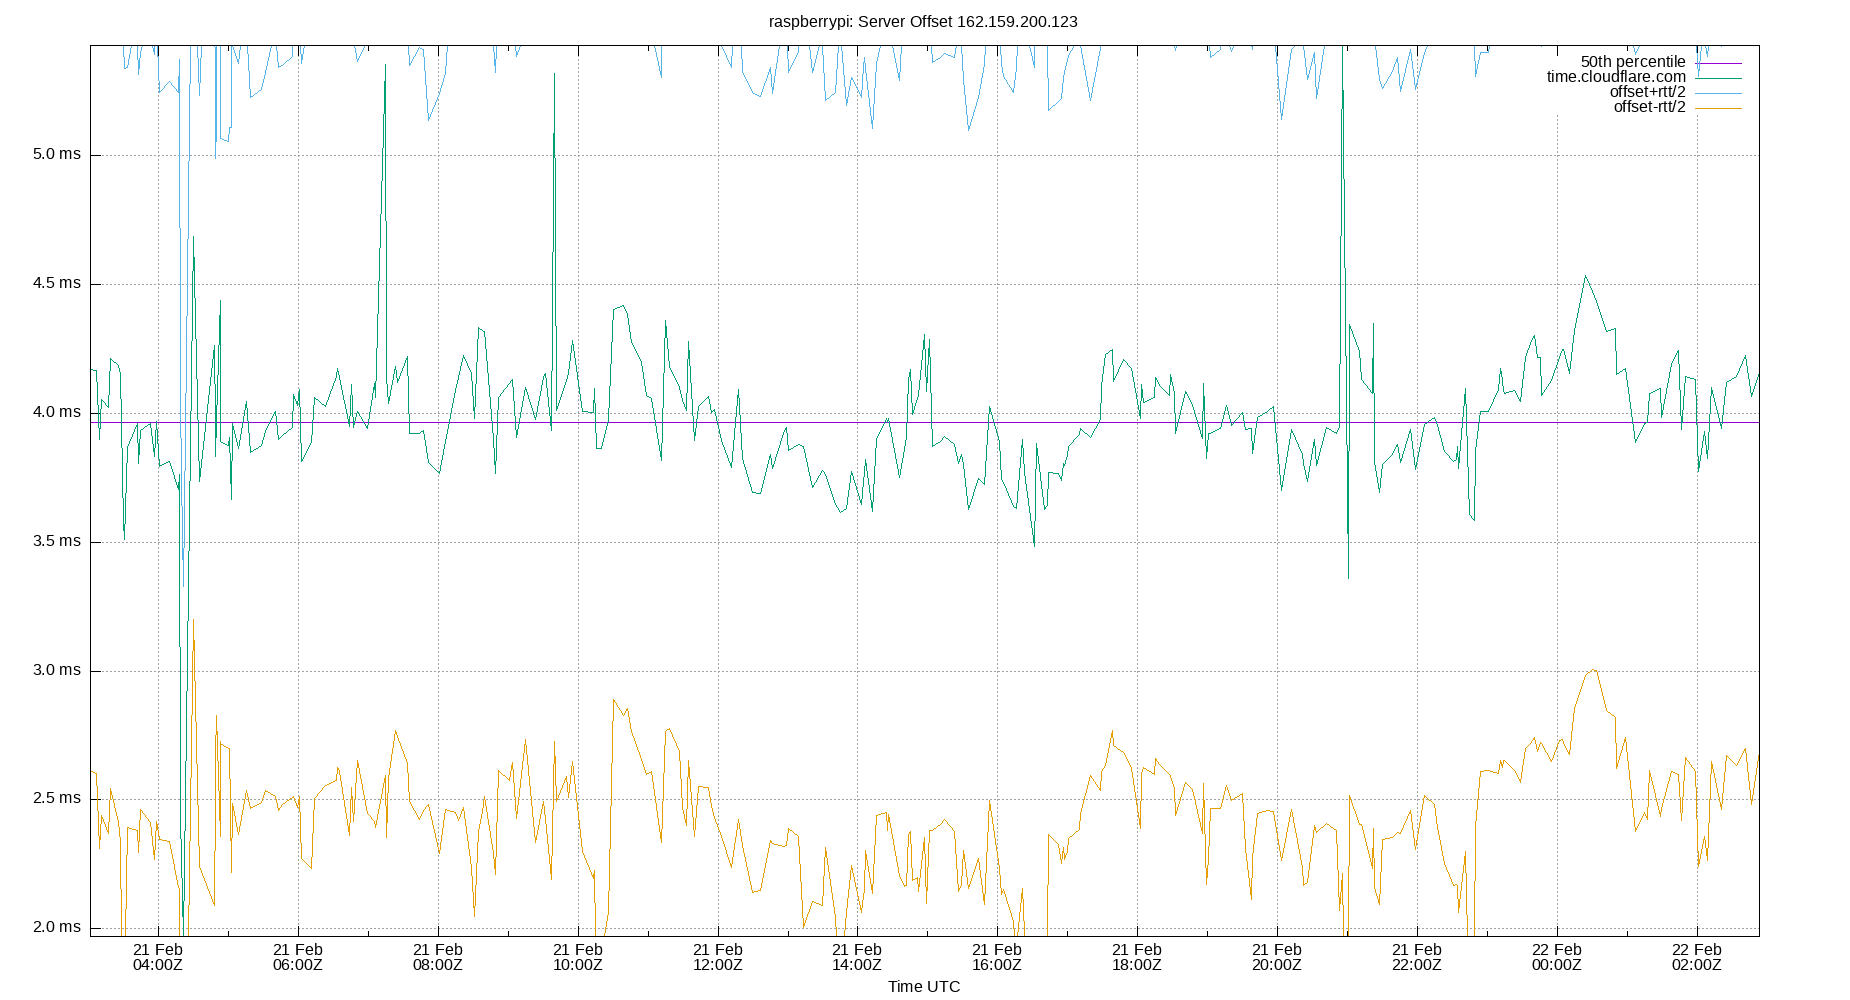 raspberrypi: Server Offset 162.159.200.123
50th percentile
time.cloudflare.com
offset+rtt/2
offset-rtt/2
5.0 ms
4.5 ms
4.0 ms
3.5 ms
3.0 ms
2.5 ms
2.0 ms
21 Feb 21 Feb 21 Feb 21 Feb 21 Feb 21 Feb 21 Feb 21 Feb 21 Feb 21 Feb 22 Feb 22 Feb
04:00Z 06:00Z 08:00Z 10:00Z 12:00Z 14:00Z 16:00Z 18:00Z 20:00Z 22:00Z 00:00Z 02:00Z
Time UTC